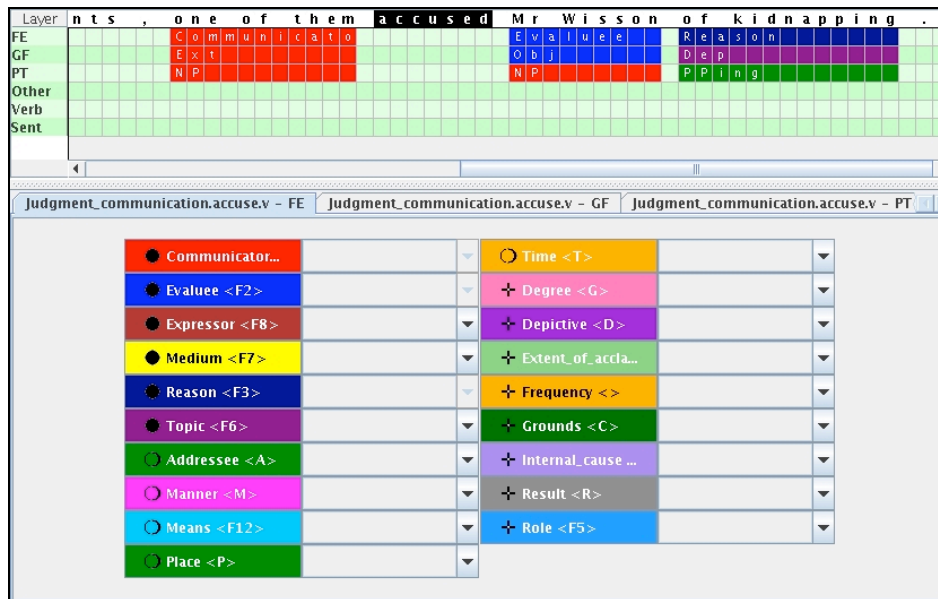 Layer nts, one of them accused Mr Wisson of kidnapping.
FE Communicato Evaluee Reason
GF Ext Obj Dep
PT NP NP PPing
Other
Verb
Sent
Judgment_communication.accuse.v – FE Judgment_communication.accuse.v – GF Judgment_communication.accuse.v – PT
Communicator... Time <T>
Evaluee <F2> Degree <G>
Expressor <F8> Depictive <D>
Medium <F7> Extent_of_accla...
Reason <F3> Frequency <>
Topic <F6> Grounds <C>
Addressee <A> Internal_cause ...
Manner <M> Result <R>
Means <F12> Role <F5>
Place <P>